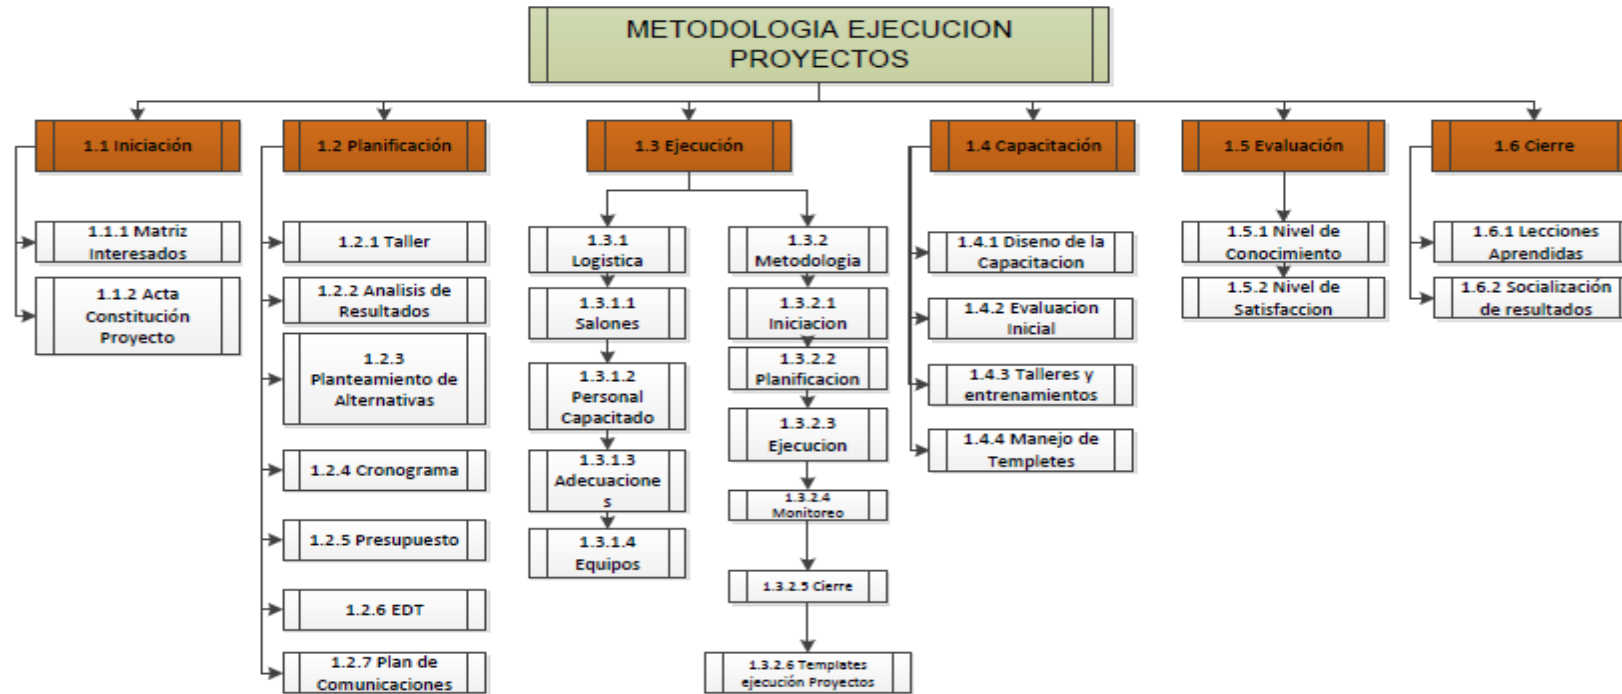 METODOLOGIA EJECUCION
PROYECTOS
1.1 Iniciación
1.1.1 Matriz
Interesados
1.1.2 Acta
Constitución
Proyecto
1.2 Planificación
1.2.1 Taller
1.2.2 Analisis de
Resultados
1.2.3
Planteamiento de
Alternativas
1.2.4 Cronograma
1.2.5 Presupuesto
1.2.6 EDT
1.2.7 Plan de
Comunicaciones
1.3 Ejecución
1.3.1
Logistica
1.3.1.1
Salones
1.3.1.2
Personal
Capacitado
1.3.1.3
Adecuacione
s
1.3.1.4
Equipos
1.3.2
Metodologia
1.3.2.1
Iniciacion
1.3.2.2
Planificacion
1.3.2.3
Ejecucion
1.3.2.4
Monitoreo
1.3.2.5 Cierre
1.3.2.6 Templates
ejecución Proyectos
1.4 Capacitación
1.4.1 Diseno de la
Capacitacion
1.4.2 Evaluacion
Inicial
1.4.3 Talleres y
entrenamientos
1.4.4 Manejo de
Templetes
1.5 Evaluación
1.5.1 Nivel de
Conocimiento
1.5.2 Nivel de
Satisfaccion
1.6 Cierre
1.6.1 Lecciones
Aprendidas
1.6.2 Socialización
de resultados